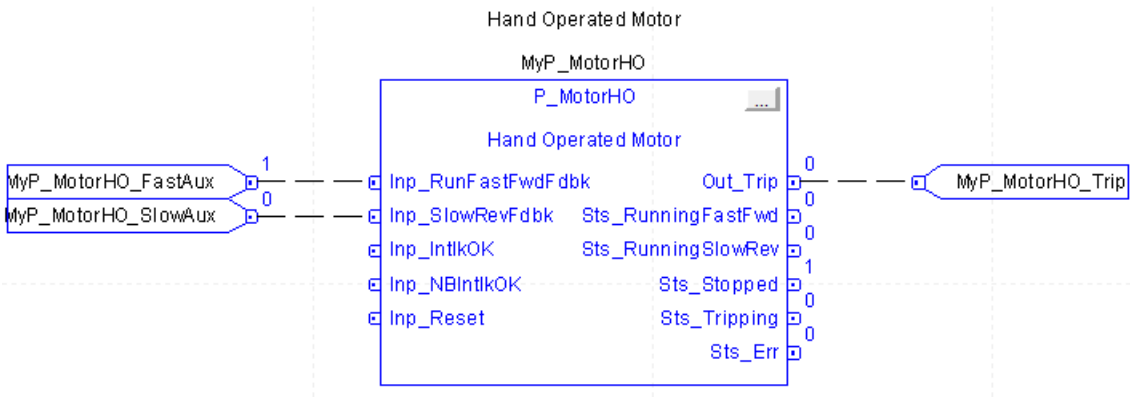 Hand Operated Motor
MyP_MotorHO
P_MotorHO
...
Hand Operated Motor
MyP_MotorHO_FastAux 1 Inp_RunFastFwdFdbk Out_Trip 0 MyP_MotorHO_Trip
MyP_MotorHO_SlowAux 0 Inp_SlowRevFdbk Sts_RunningFastFwd 0
Inp_IntlkOK Sts_RunningSlowRev 0
Inp_NBIntlkOK Sts_Stopped 1
Inp_Reset Sts_Tripping 0
Sts_Err 0